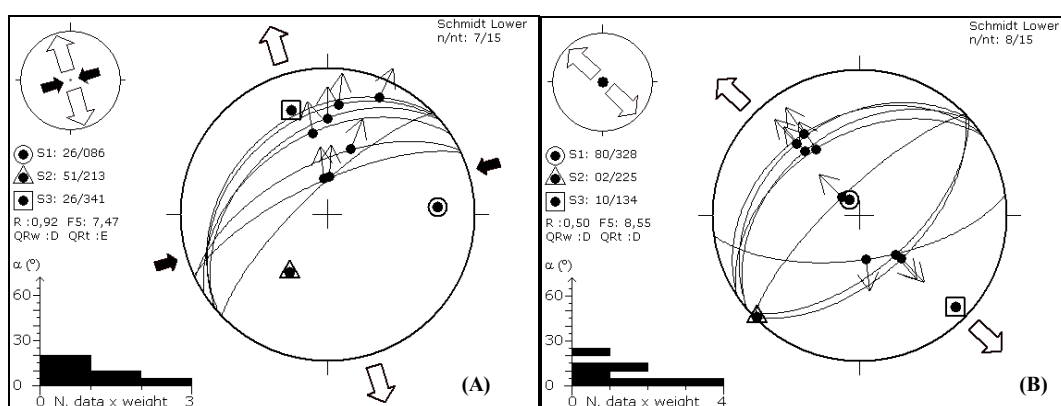 Schmidt Lower
n/nt: 7/15
S1: 26/086
S2: 51/213
S3: 26/341
R :0,92 F5: 7,47
QRw :D QRt :E
α (º)
60
30
0
0 N. data x weight 3
(A)
Schmidt Lower
n/nt: 8/15
S1: 80/328
S2: 02/225
S3: 10/134
R :0,50 F5: 8,55
QRw :D QRt :D
α (º)
60
30
0
0 N. data x weight 4
(B)